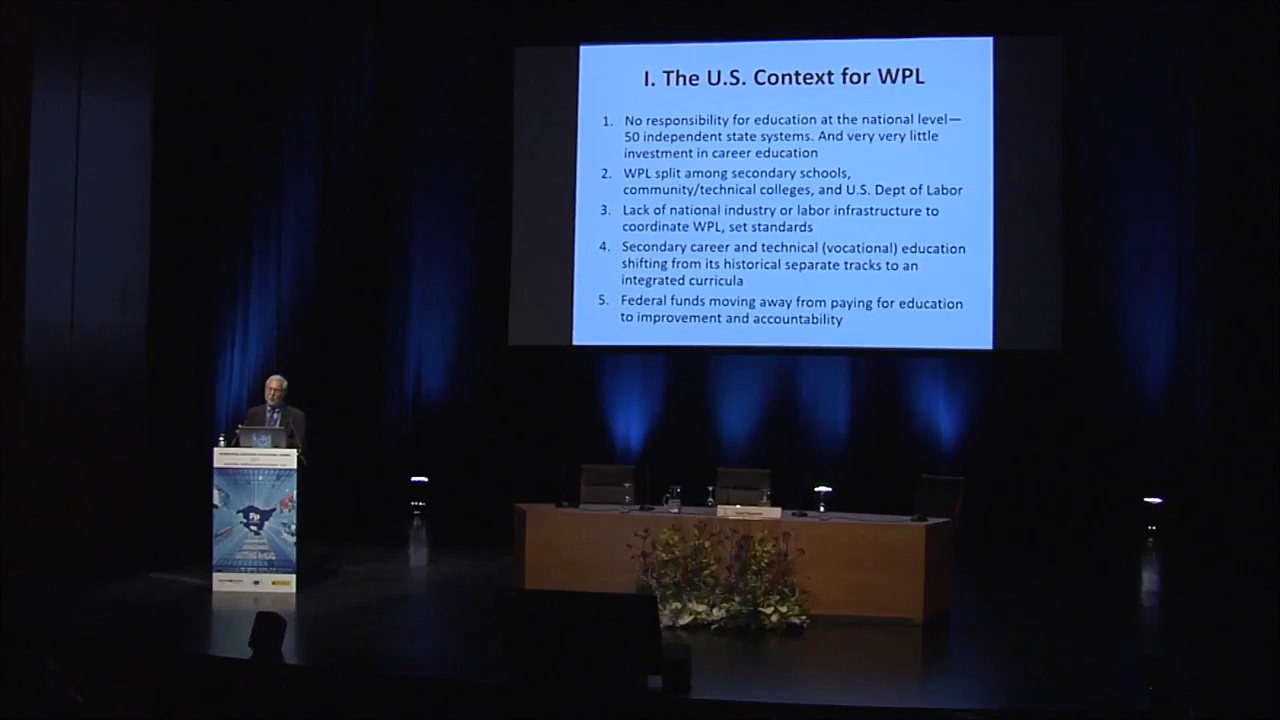 I. The U.S. Context for WPL
1. No responsibility for education at the national level—
50 independent state systems. And very very little
investment in career education
2. WPL split among secondary schools,
community/technical colleges, and U.S. Dept of Labor
3. Lack of national industry or labor infrastructure to
coordinate WPL, set standards
4. Secondary career and technical (vocational) education
shifting from its historical separate tracks to an
integrated curricula
5. Federal funds moving away from paying for education
to improvement and accountability